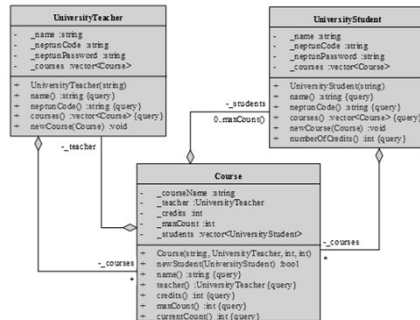 UniversityTeacher
- _name :string
- _neptunCode :string
- _neptunPassword :string
- _courses :vector<Course>
+ UniversityTeacher(string)
+ name() :string {query}
+ neptunCode() :string {query}
+ courses() :vector<Course> {query}
+ newCourse(Course) :void
UniversityStudent
- _name :string
- _neptunCode :string
- _neptunPassword :string
- _courses :vector<Course>
+ UniversityStudent(string)
+ name() :string {query}
+ neptunCode() :string {query}
+ courses() :vector<Course> {query}
+ newCourse(Course) :void
+ numberOfCredits() :int {query}
-_students
0..maxCount()
-_teacher
Course
- _courseName :string
- _teacher :UniversityTeacher
- _credits :int
- _maxCount :int
- _students :vector<UniversityStudent>
+ Course(string, UniversityTeacher, int, int)
+ newStudent(UniversityStudent) :bool
+ name() :string {query}
+ teacher() :UniversityTeacher {query}
+ credits() :int {query}
+ maxCount() :int {query}
+ currentCount() :int {query}
-_courses
*
-_courses
*